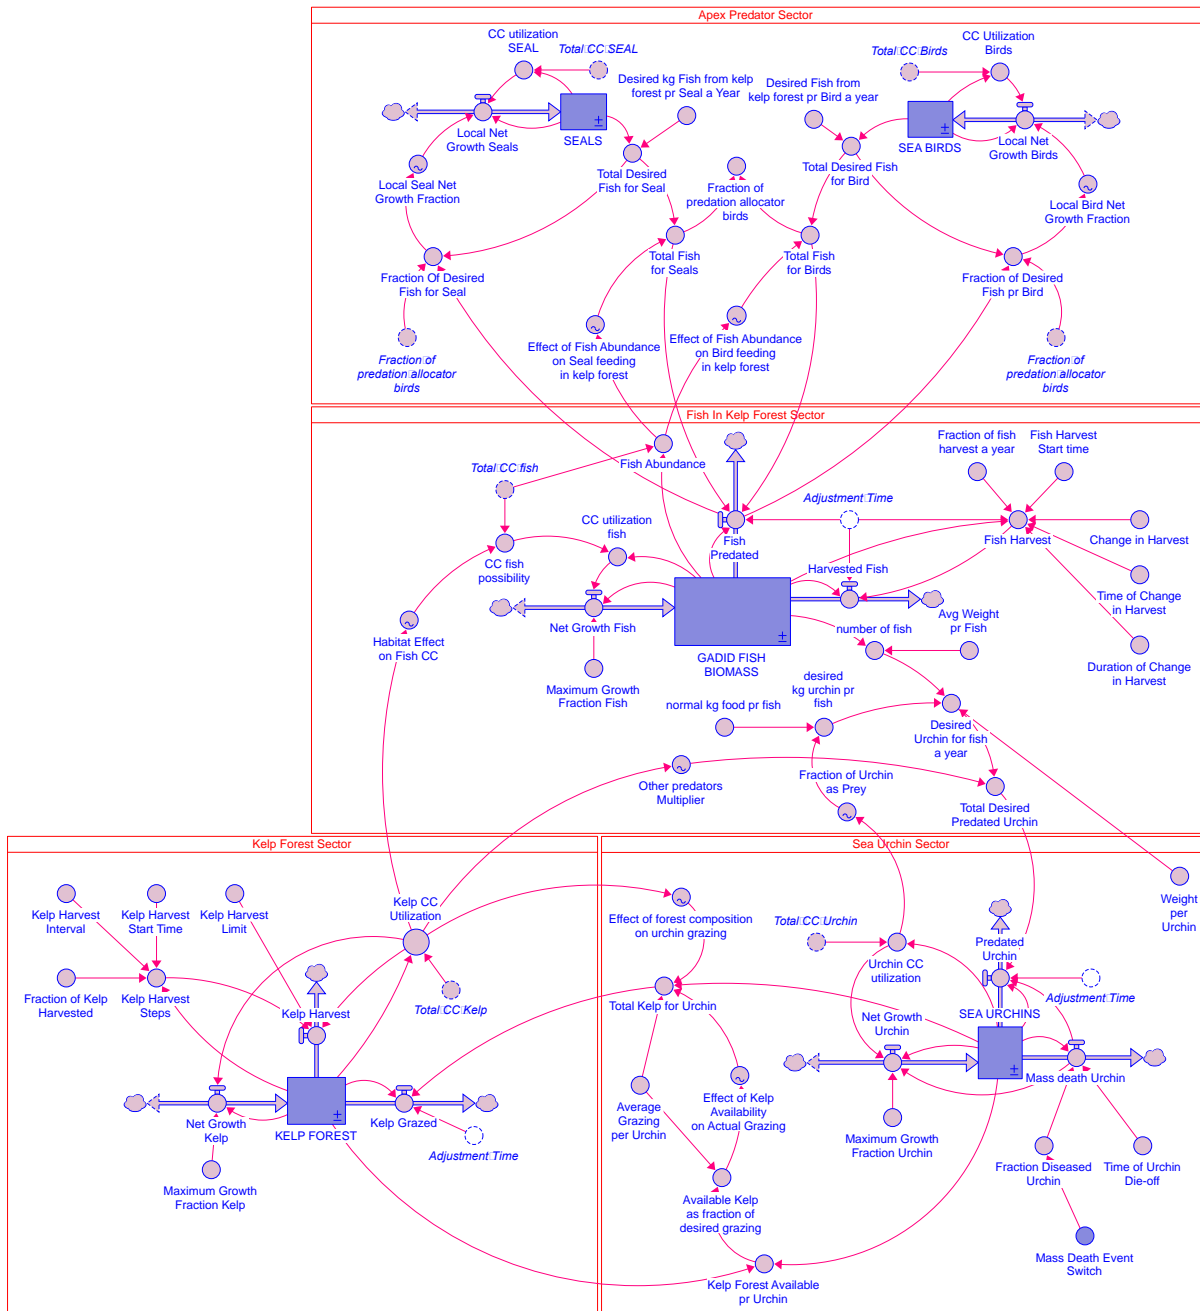 Apex Predator Sector
CC utilization
SEAL
Total CC SEAL
Desired kg Fish from kelp
forest pr Seal a Year
Desired Fish from
kelp forest pr Bird a year
Total CC Birds
CC Utilization
Birds
Local Net
Growth Seals
SEALS
SEA BIRDS
Local Net
Growth Birds
Local Seal Net
Growth Fraction
Total Desired
Fish for Seal
Fraction of
predation allocator
birds
Total Desired Fish
for Bird
Local Bird Net
Growth Fraction
Total Fish
for Seals
Total Fish
for Birds
Fraction Of Desired
Fish for Seal
Fraction of Desired
Fish pr Bird
Effect of Fish Abundance
on Seal feeding
in kelp forest
Effect of Fish Abundance
on Bird feeding
in kelp forest
Fraction of
predation allocator
birds
Fraction of
predation allocator
birds
Fish In Kelp Forest Sector
Total CC fish
Fish Abundance
Fraction of fish
harvest a year
Fish Harvest
Start time
Adjustment Time
CC utilization
fish
CC fish
possibility
Fish
Predated
Fish Harvest
Change in Harvest
Harvested Fish
Time of Change
in Harvest
Habitat Effect
on Fish CC
Net Growth Fish
GADID FISH
BIOMASS
number of fish
Avg Weight
pr Fish
Duration of Change
in Harvest
Maximum Growth
Fraction Fish
normal kg food pr fish
desired
kg urchin pr
fish
Desired
Urchin for fish
a year
Other predators
Multiplier
Fraction of Urchin
as Prey
Total Desired
Predated Urchin
Kelp Forest Sector
Sea Urchin Sector
Kelp Harvest
Interval
Kelp Harvest
Start Time
Kelp Harvest
Limit
Kelp CC
Utilization
Effect of forest composition
on urchin grazing
Total CC Urchin
Urchin CC
utilization
Predated
Urchin
Weight
per
Urchin
Fraction of Kelp
Harvested
Kelp Harvest
Steps
Kelp Harvest
Total CC Kelp
Total Kelp for Urchin
Net Growth
Urchin
SEA URCHINS
Adjustment Time
Mass death Urchin
Net Growth
Kelp
KELP FOREST
Kelp Grazed
Adjustment Time
Average
Grazing
per Urchin
Effect of Kelp
Availability
on Actual Grazing
Maximum Growth
Fraction Urchin
Fraction Diseased
Urchin
Time of Urchin
Die-off
Maximum Growth
Fraction Kelp
Available Kelp
as fraction of
desired grazing
Mass Death Event
Switch
Kelp Forest Available
pr Urchin